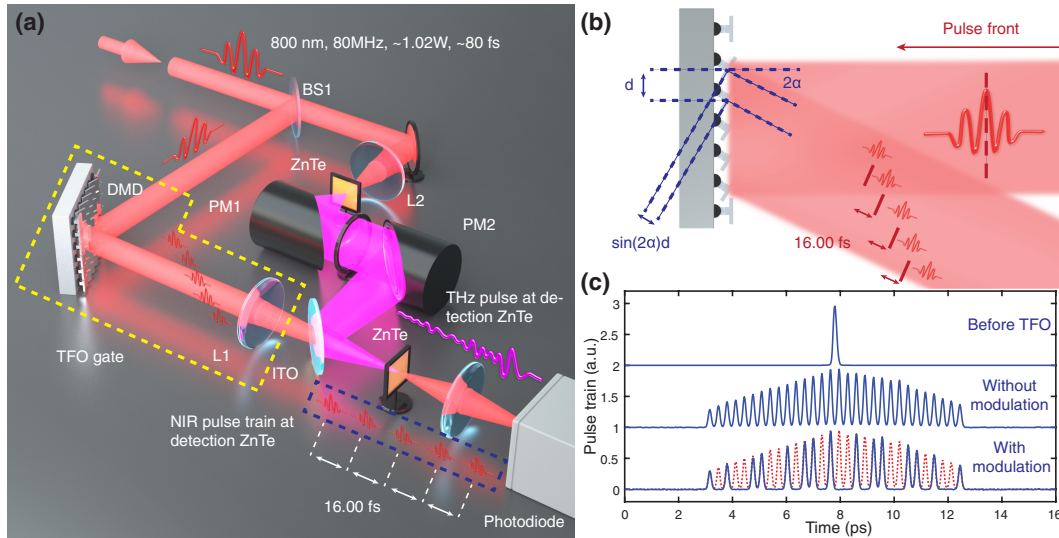 (a)
800 nm, 80MHz, ~1.02W, ~80 fs
BS1
ZnTe
DMD
L2
PM1
PM2
THz pulse at de-
tection ZnTe
ZnTe
TFO gate
L1
ITO
NIR pulse train at
detection ZnTe
16.00 fs
Photodiode
(b)
Pulse front
d
2α
sin(2α)d
16.00 fs
(c)
Pulse train (a.u.)
3
2.5
2
1.5
1
0.5
0
Before TFO
Without
modulation
With
modulation
0 2 4 6 8 10 12 14 16
Time (ps)